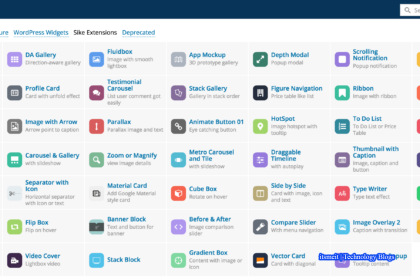 ure WordPress Widgets Sike Extensions Deprecated
DA Gallery
Direction-aware gallery
Fluidbox
Image with smooth
lightbox
App Mockup
3D prototype gallery
Depth Modal
Popup modal
Scrolling
Notification
Popup notification
Profile Card
Card with unfold effect
Testimonial
Carousel
List user comment got
easily
Stack Gallery
Gallery in stack order
Figure Navigation
Price table like list
Ribbon
Image with ribbon
Image with Arrow
Arrow point to caption
Parallax
Parallax image and text
Animate Button 01
Eye catching button
HotSpot
Image hotspot with
tooltip
To Do List
To Do List or Price
Table
Carousel & Gallery
with slideshow
Zoom or Magnify
view image details
Metro Carousel
and Tile
with slideshow
Draggable
Timeline
with autoplay
Thumbnail with
Caption
Image, caption and
button
Separator with
icon
Horizontal separator
with icon or text
Material Card
Add Google Material
style card
Cube Box
Rotate on hover
Side by Side
Card with image, icon
and text
Type Writer
Type text effect
Flip Box
Flip on hover
Banner Block
Text and button for
banner
Before & After
Image comparison
slider
Compare Slider
With menu navigation
Image Overlay 2
Caption with transition
Video Cover
Lightbox video
Stack Block
Gradient Box
Content with image or
icon
Vector Card
Card with diagonal
Tooltip content